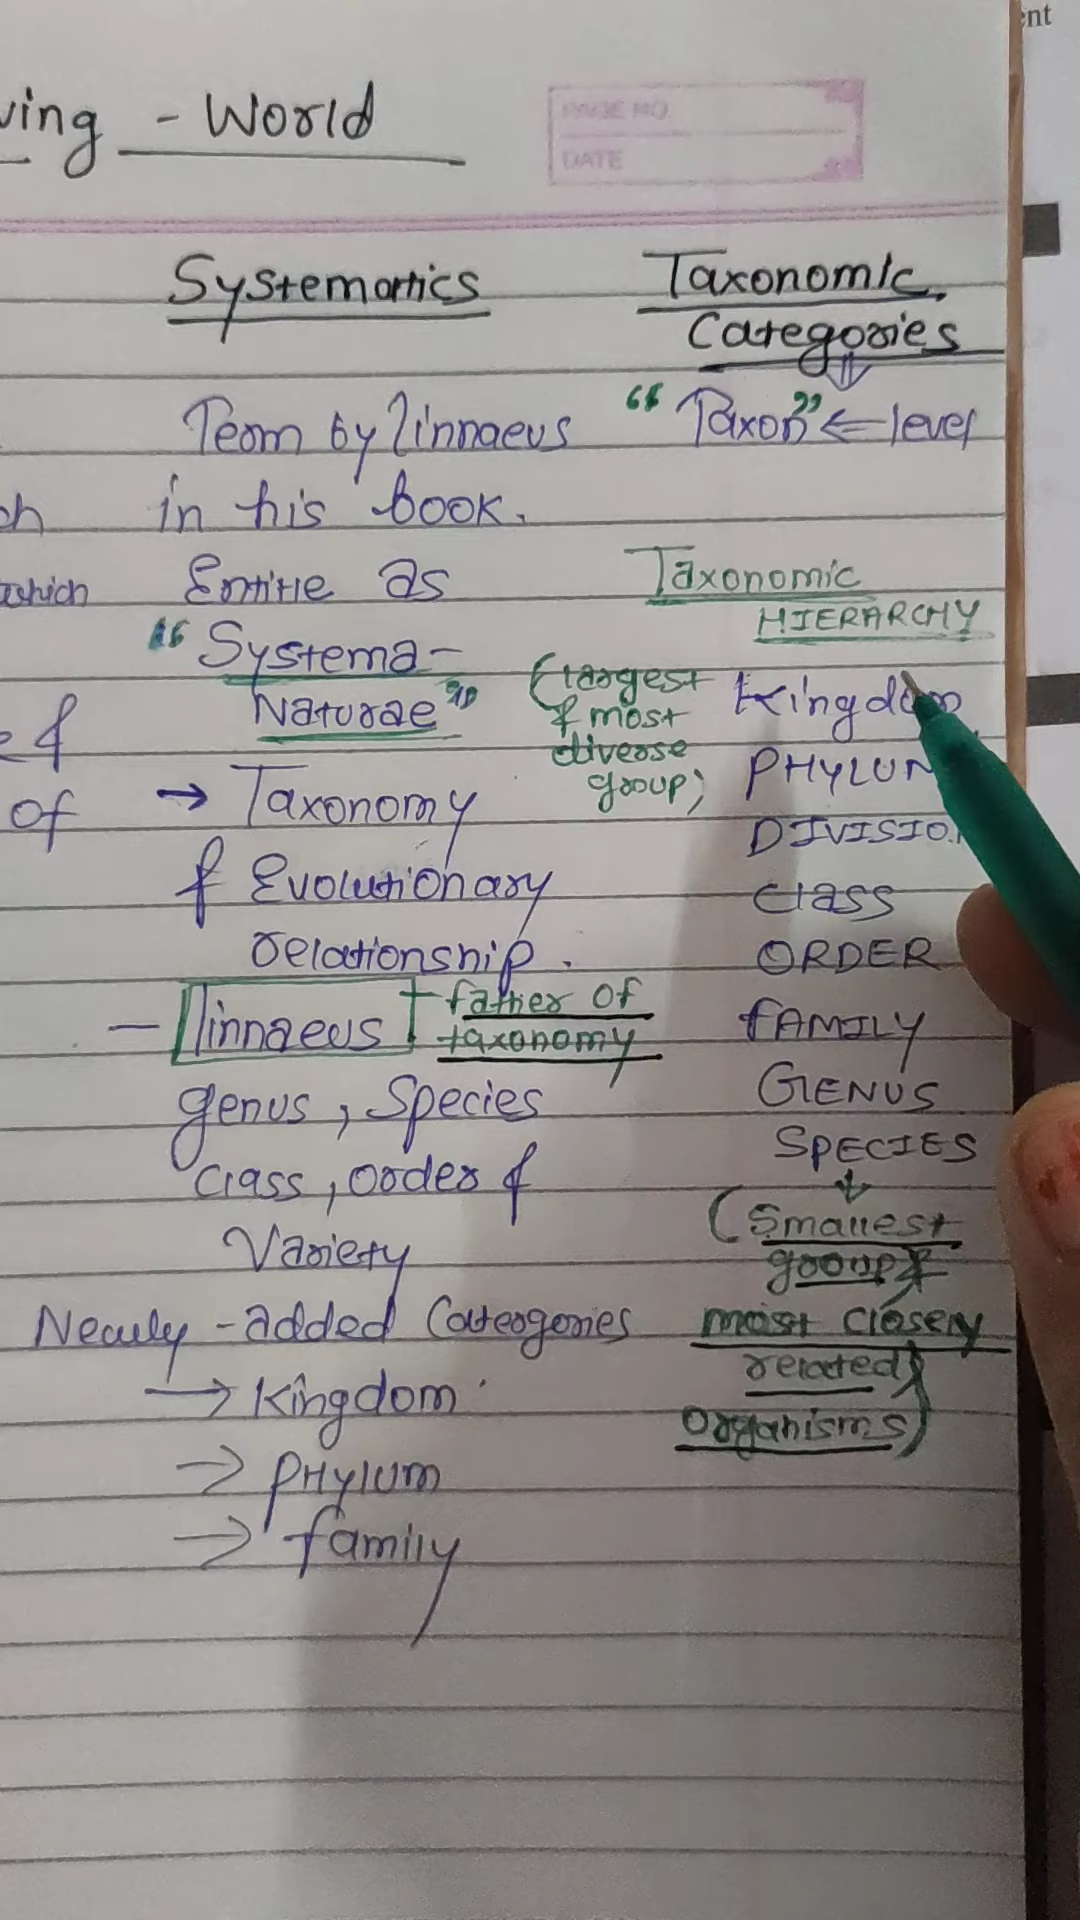 ent
ving - World
PAGE NO.
DATE
Systematics
Taxonomic
Categories
Term by linnaeus
in his book.
Entitle as
"Systema-
Naturae"
→ Taxonomy
& Evolutionary
relationship.
- linnaeus father of
taxonomy
genus, species
class, order &
Variety
Newly-added Categories
→ Kingdom
→ PHYLUM
→ family
ch
which
e &
of
"Taxon" ⇐ level
Taxonomic
HIERARCHY
(largest
& most
diverse
group)
Kingdom
PHYLUM
DIVISION
Class
ORDER
fAMILY
GENUS
SPECIES
(Smallest
group &
most closely
related
organisms)